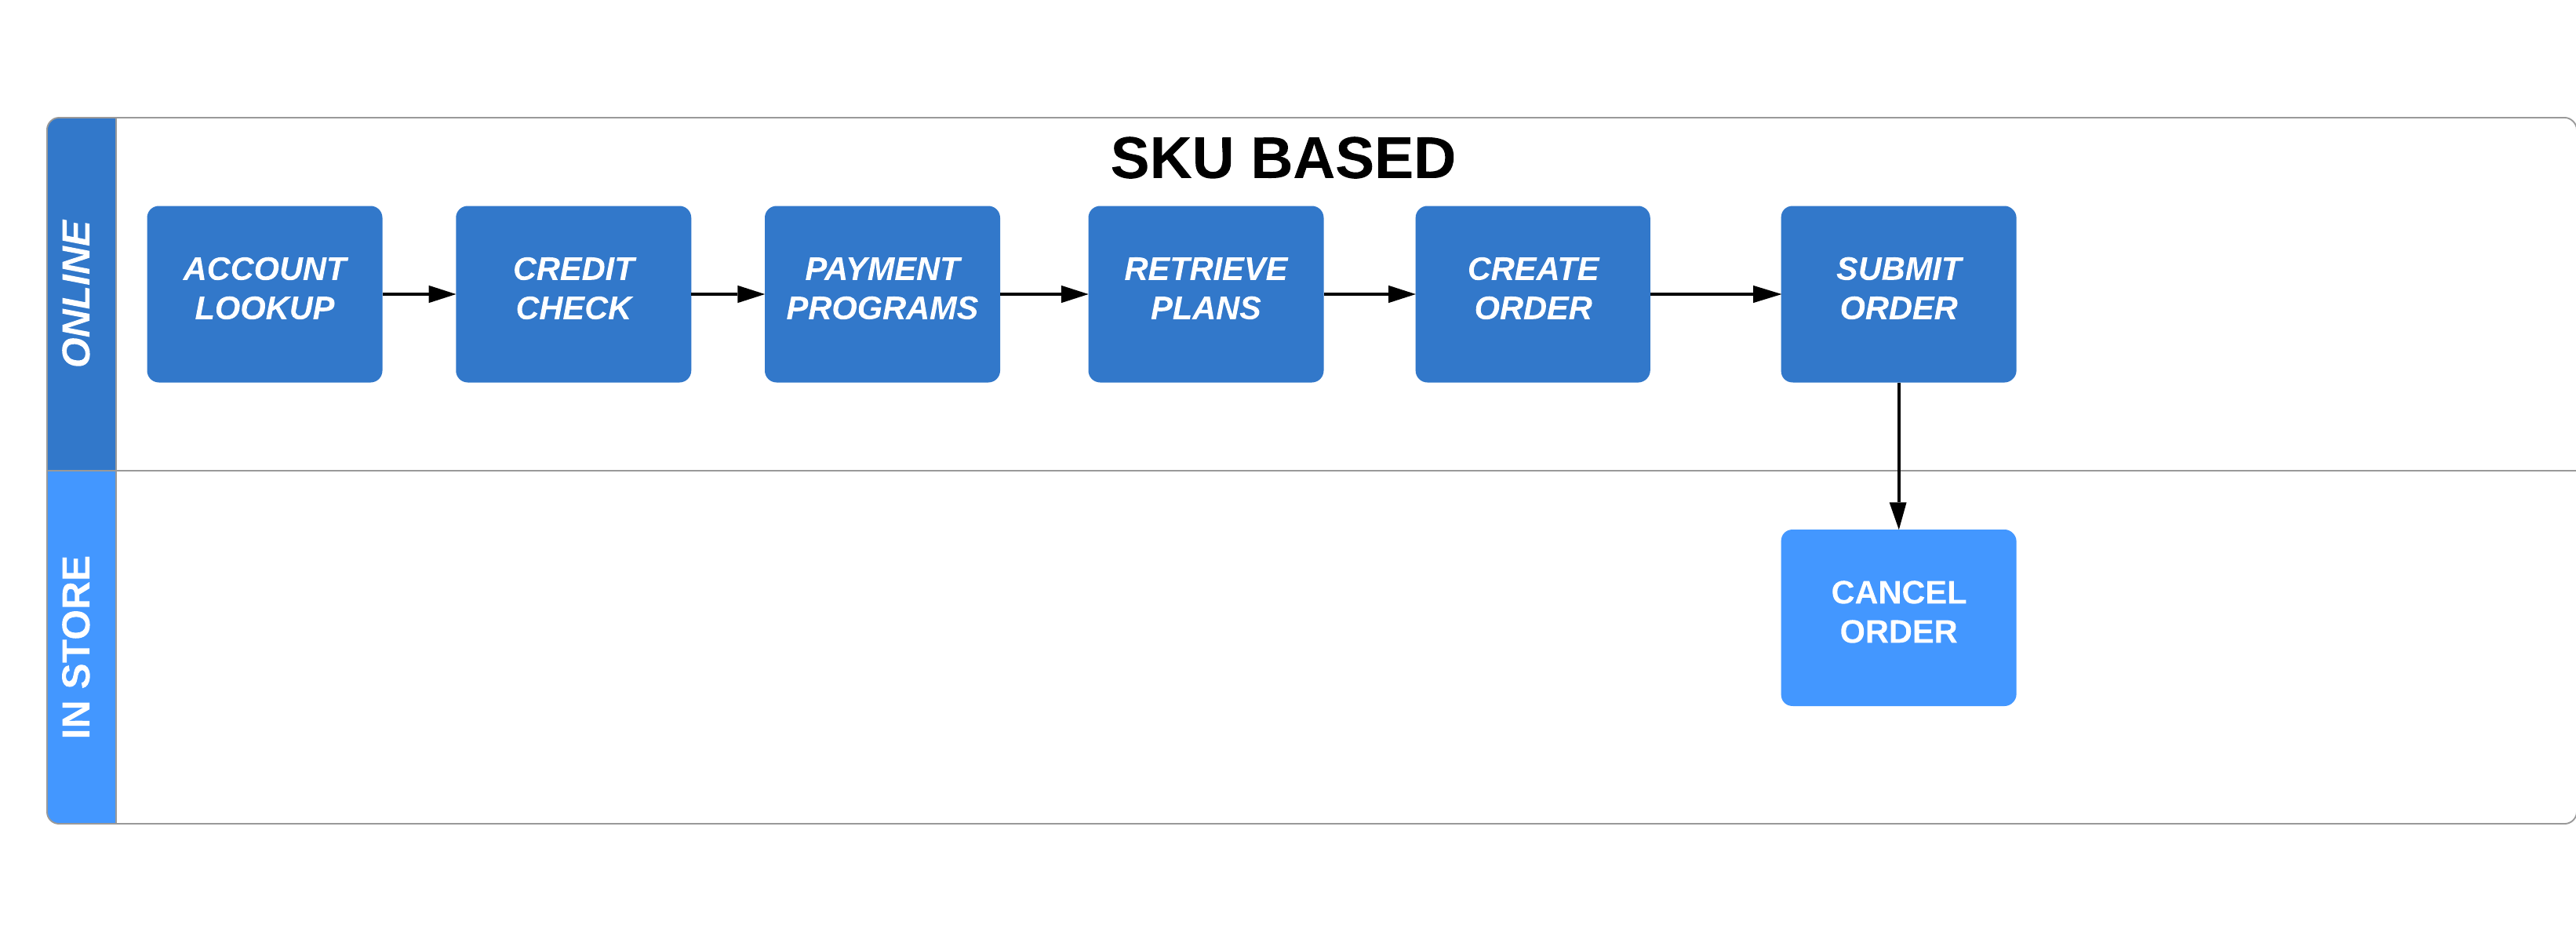 SKU BASED
ONLINE
ACCOUNT
LOOKUP
CREDIT
CHECK
PAYMENT
PROGRAMS
RETRIEVE
PLANS
CREATE
ORDER
SUBMIT
ORDER
IN STORE
CANCEL
ORDER